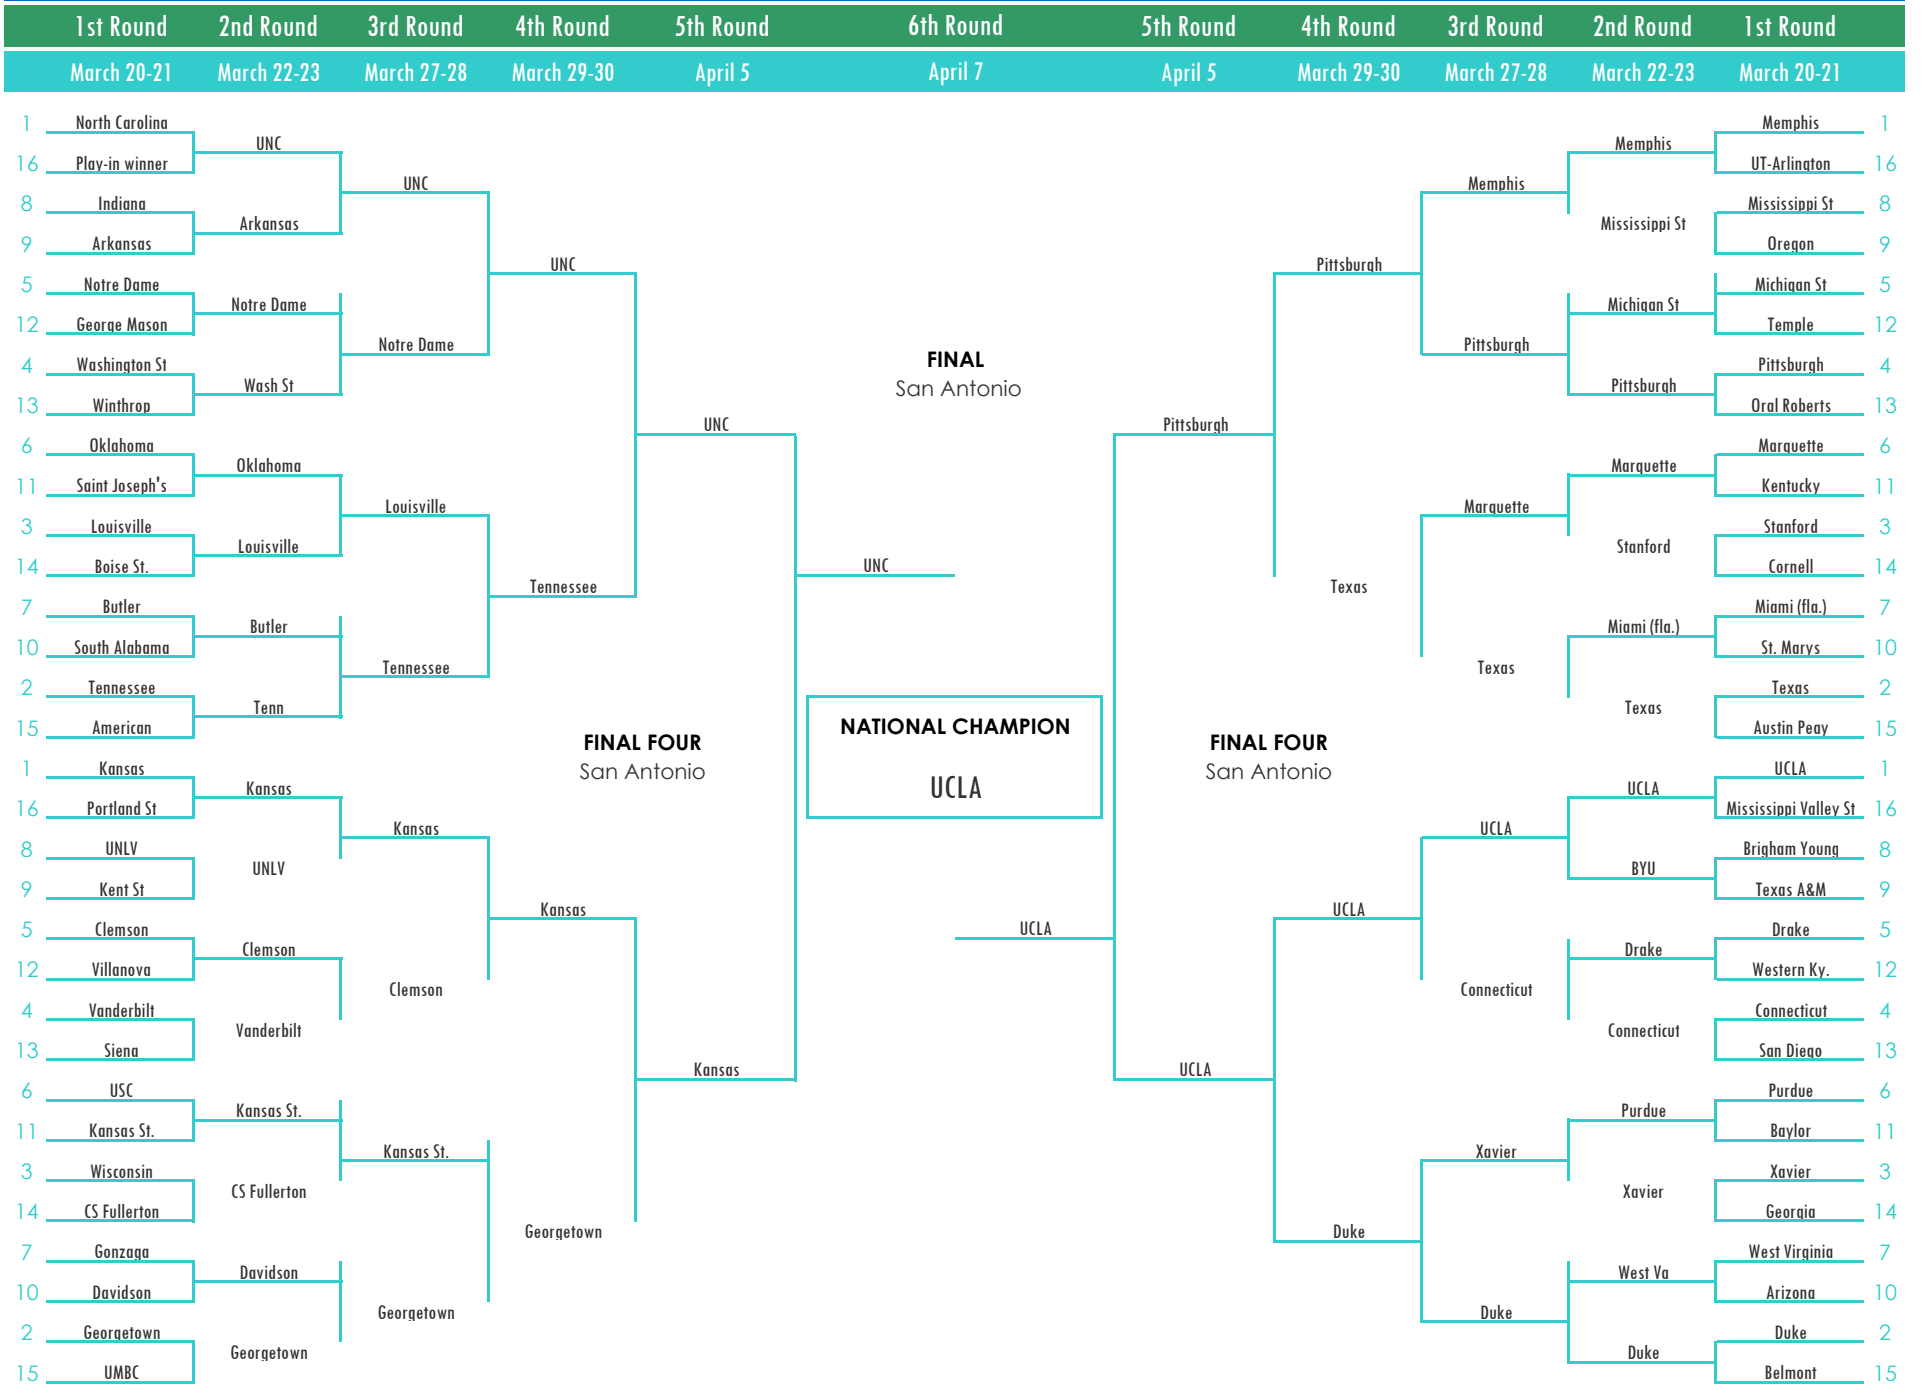 1st Round 2nd Round 3rd Round 4th Round 5th Round 6th Round 5th Round 4th Round 3rd Round 2nd Round 1st Round
March 20-21 March 22-23 March 27-28 March 29-30 April 5 April 7 April 5 March 29-30 March 27-28 March 22-23 March 20-21
1 North Carolina Memphis 1
UNC Memphis
16 Play-in winner UT-Arlington 16
UNC Memphis
8 Indiana Mississippi St 8
Arkansas Mississippi St
9 Arkansas Oregon 9
UNC Pittsburgh
5 Notre Dame Michigan St 5
Notre Dame Michigan St
12 George Mason Temple 12
Notre Dame Pittsburgh
FINAL
4 Washington St Pittsburgh 4
Wash St San Antonio Pittsburgh
13 Winthrop Oral Roberts 13
UNC Pittsburgh
6 Oklahoma Marquette 6
Oklahoma Marquette
11 Saint Joseph's Kentucky 11
Louisville Marquette
3 Louisville Stanford 3
Louisville Stanford
14 Boise St. UNC Cornell 14
Tennessee Texas
7 Butler Miami (fla.) 7
Butler Miami (fla.)
10 South Alabama St. Marys 10
Tennessee Texas
2 Tennessee Texas 2
Tenn Texas
15 American NATIONAL CHAMPION Austin Peay 15
FINAL FOUR FINAL FOUR
San Antonio San Antonio
1 Kansas UCLA 1
Kansas UCLA UCLA
16 Portland St Mississippi Valley St 16
Kansas UCLA
8 UNLV Brigham Young 8
UNLV BYU
9 Kent St Texas A&M 9
Kansas UCLA
5 Clemson UCLA Drake 5
Clemson Drake
12 Villanova Western Ky. 12
Clemson Connecticut
4 Vanderbilt Connecticut 4
Vanderbilt Connecticut
13 Siena San Diego 13
Kansas UCLA
6 USC Purdue 6
Kansas St. Purdue
11 Kansas St. Baylor 11
Kansas St. Xavier
3 Wisconsin Xavier 3
CS Fullerton Xavier
14 CS Fullerton Georgia 14
Georgetown Duke
7 Gonzaga West Virginia 7
Davidson West Va
10 Davidson Arizona 10
Georgetown Duke
2 Georgetown Duke 2
Georgetown Duke
15 UMBC Belmont 15